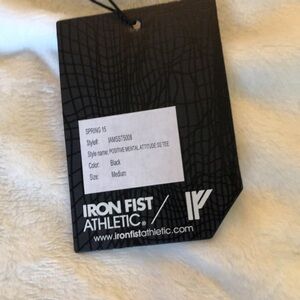 SPRING 15
Style#: IAMSST5008
Style name: POSITIVE MENTAL ATTITUDE SS TEE
Color: Black
Size: Medium
IRON FIST
ATHLETIC®
www.ironfistathletic.com